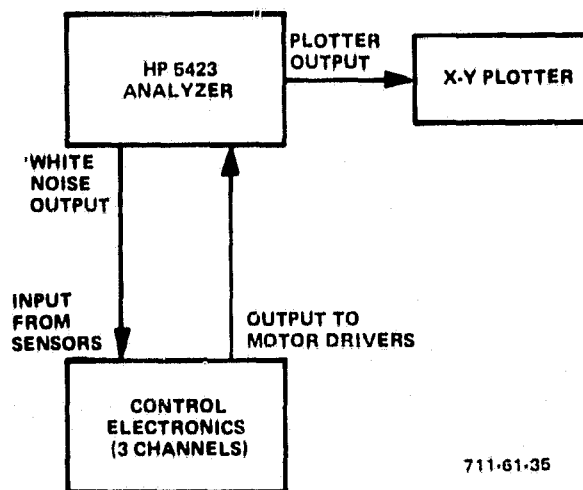 HP 5423
ANALYZER
PLOTTER
OUTPUT
X-Y PLOTTER
WHITE
NOISE
OUTPUT
INPUT
FROM
SENSORS
OUTPUT TO
MOTOR DRIVERS
CONTROL
ELECTRONICS
(3 CHANNELS)
711-61-35